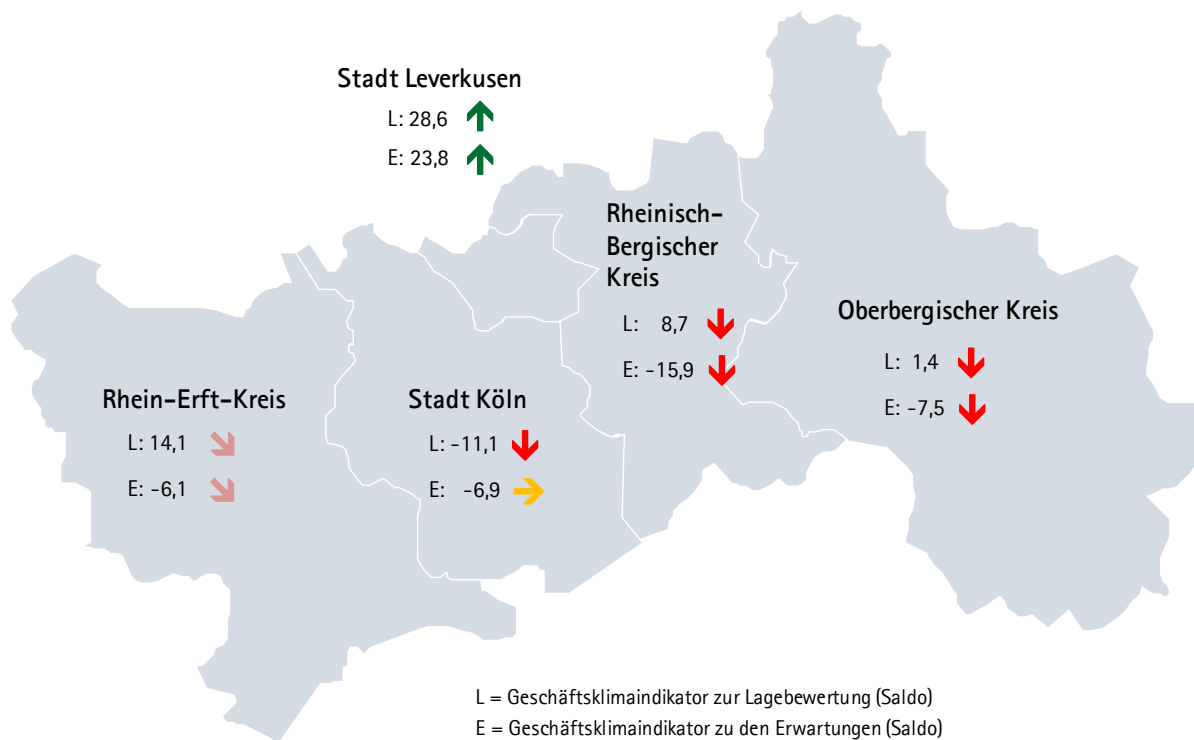 Stadt Leverkusen
L: 28,6
E: 23,8
Rheinisch-
Bergischer
Kreis
L: 8,7
E: -15,9
Oberbergischer Kreis
L: 1,4
E: -7,5
Rhein-Erft-Kreis
L: 14,1
E: -6,1
Stadt Köln
L: -11,1
E: -6,9
L = Geschäftsklimaindikator zur Lagebewertung (Saldo)
E = Geschäftsklimaindikator zu den Erwartungen (Saldo)